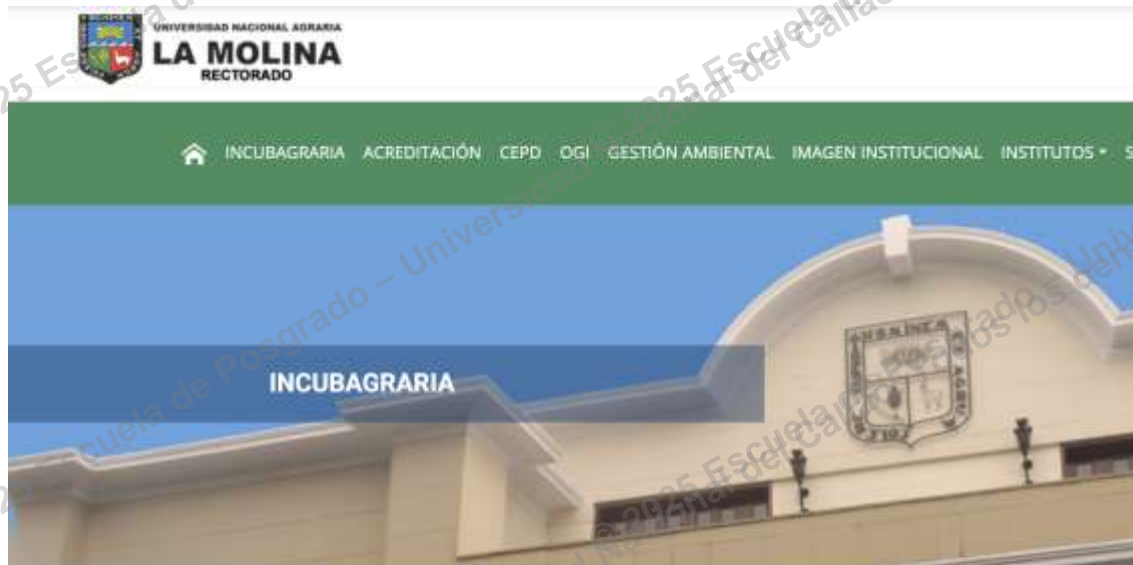 UNIVERSIDAD NACIONAL AGRARIA
LA MOLINA
RECTORADO
INCUBAGRARIA ACREDITACIÓN CEPD OGI GESTIÓN AMBIENTAL IMAGEN INSTITUCIONAL INSTITUTOS
INCUBAGRARIA